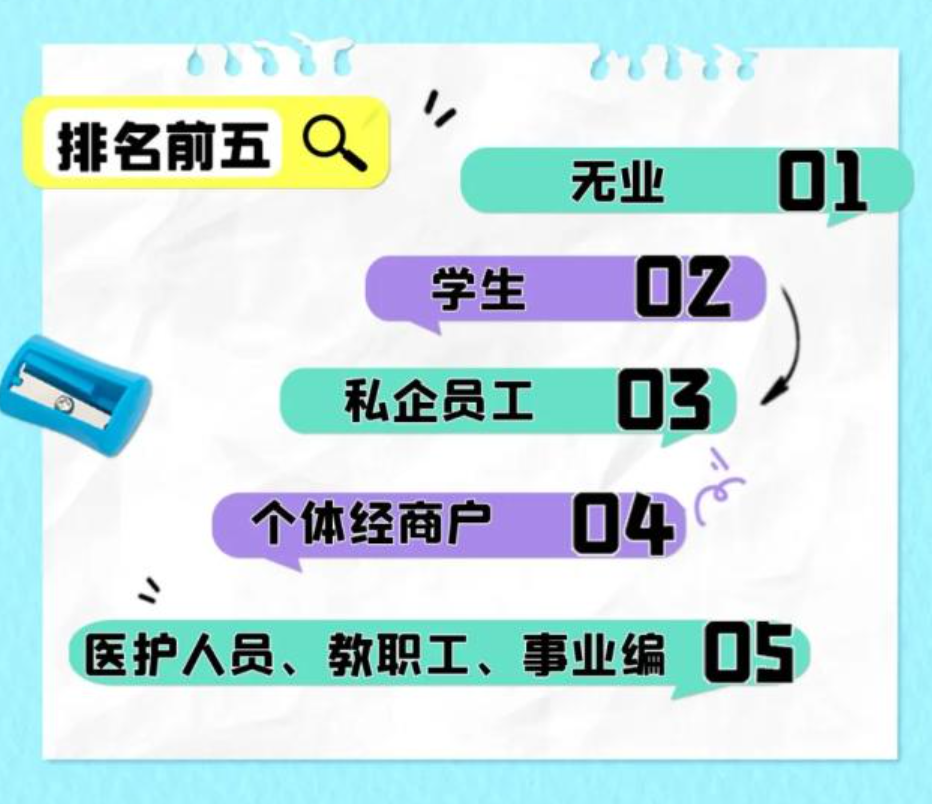 排名前五
无业 01
学生 02
私企员工 03
个体经商户 04
医护人员、教职工、事业编 05